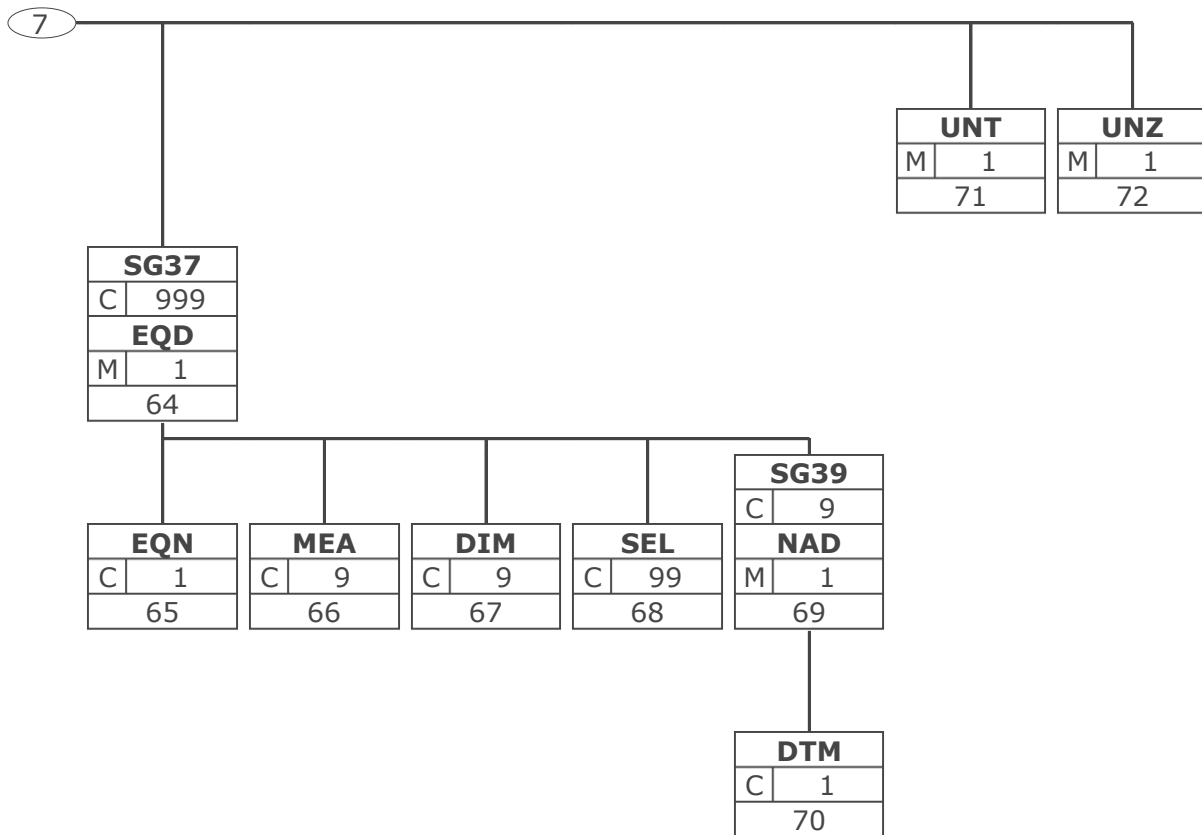 7
UNT UNZ
M 1 M 1
71 72
SG37
C 999
EQD
M 1
64
SG39
C 9
EQN MEA DIM SEL NAD
C 1 C 9 C 9 C 99 M 1
65 66 67 68 69
DTM
C 1
70